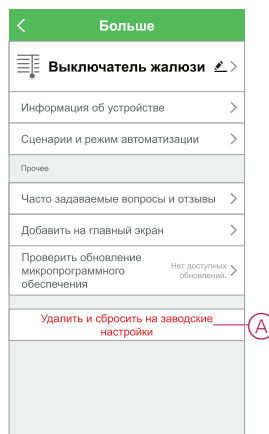 Больше
Выключатель жалюзи
Информация об устройстве
Сценарии и режим автоматизации
Прочее
Часто задаваемые вопросы и отзывы
Добавить на главный экран
Проверить обновление
микропрограммного
обеспечения
Нет доступных
обновлений.
Удалить и сбросить на заводские
настройки
A